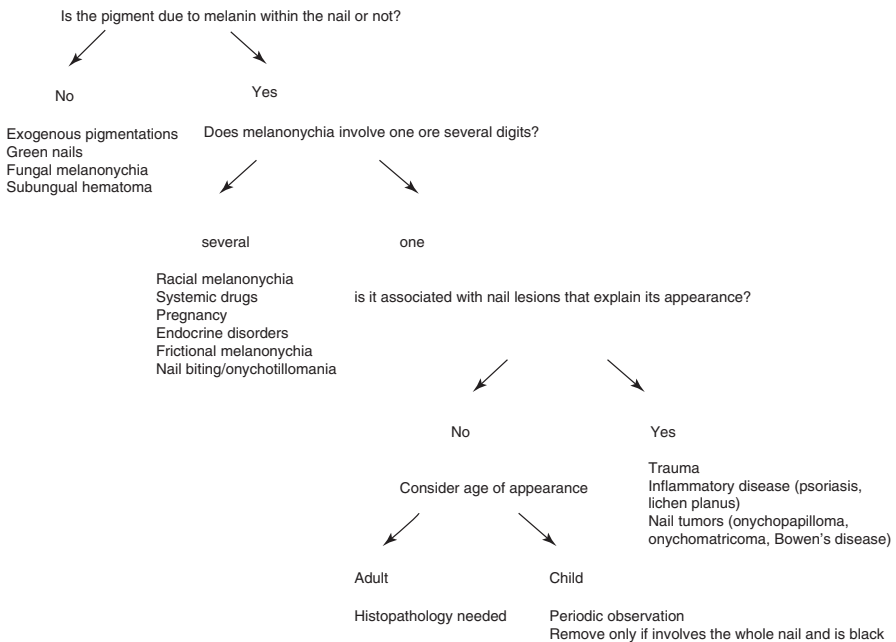 Is the pigment due to melanin within the nail or not?
No
Yes
Exogenous pigmentations
Green nails
Fungal melanonychia
Subungual hematoma
Does melanonychia involve one ore several digits?
several
one
Racial melanonychia
Systemic drugs
Pregnancy
Endocrine disorders
Frictional melanonychia
Nail biting/onychotillomania
is it associated with nail lesions that explain its appearance?
No
Yes
Trauma
Inflammatory disease (psoriasis,
lichen planus)
Nail tumors (onychopapilloma,
onychomatricoma, Bowen's disease)
Consider age of appearance
Adult
Child
Histopathology needed
Periodic observation
Remove only if involves the whole nail and is black